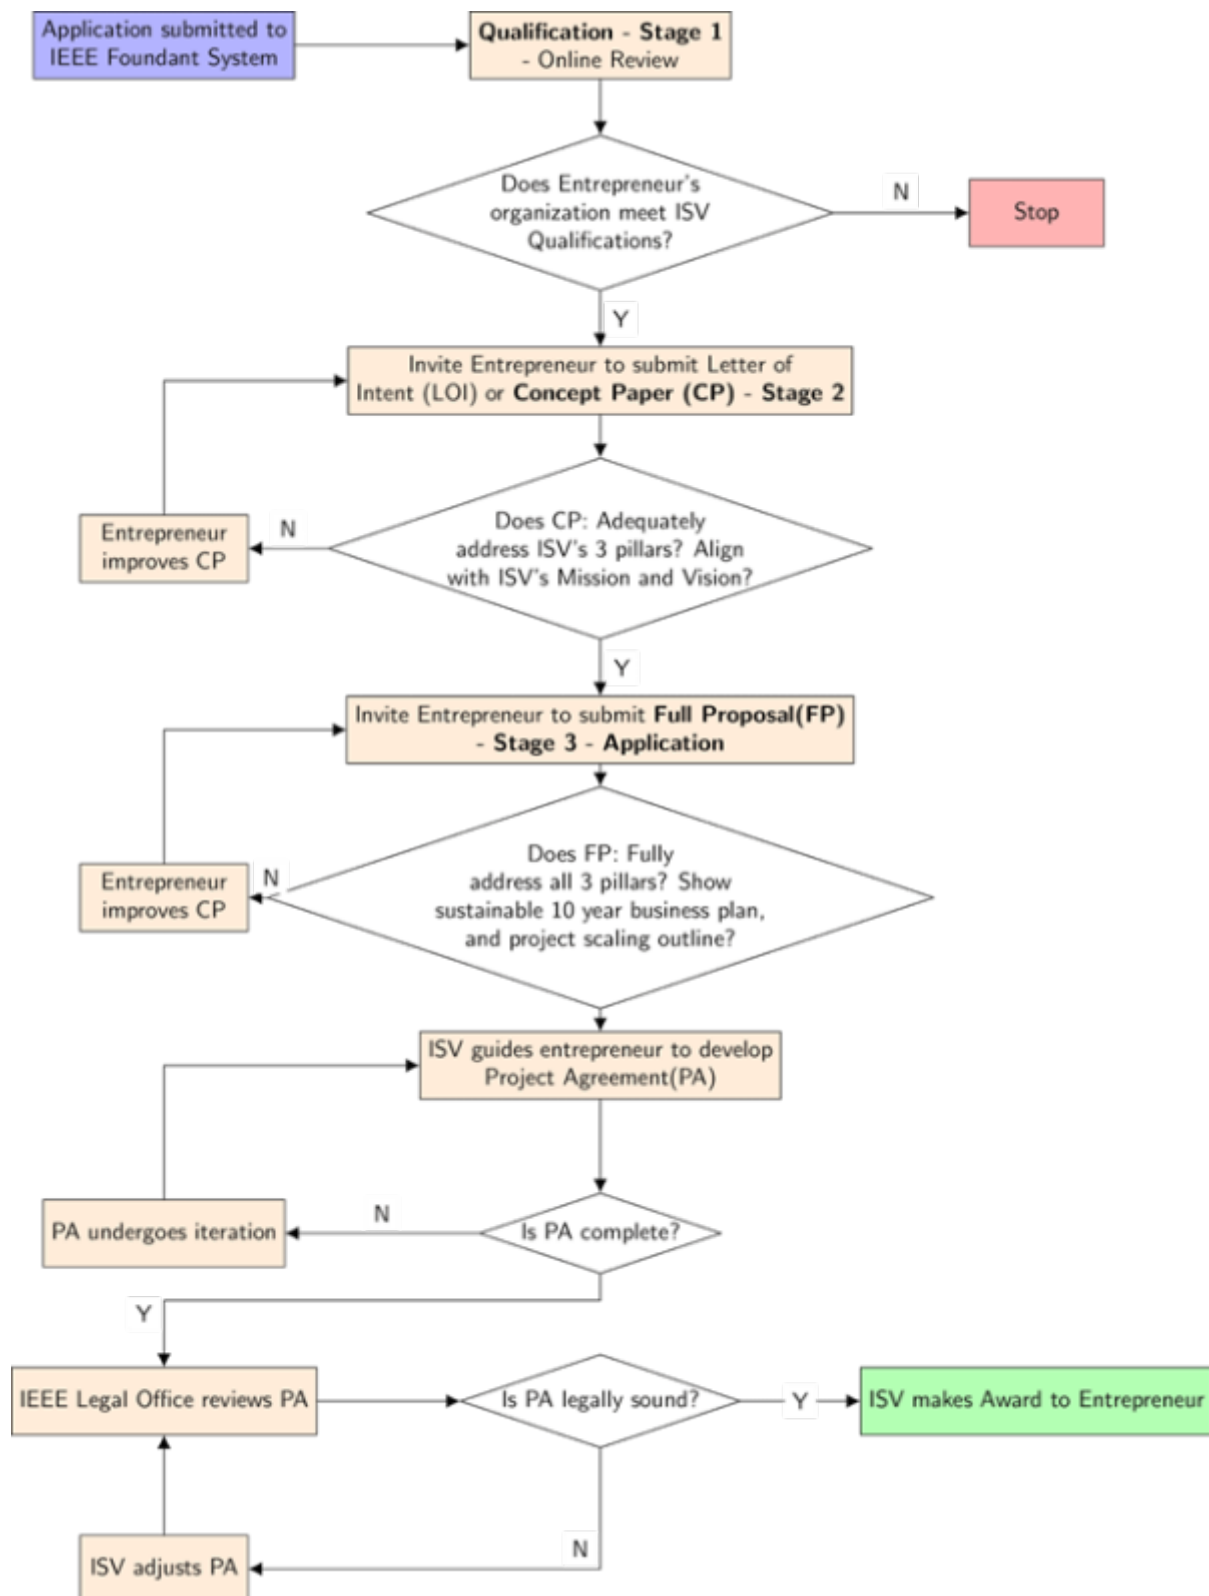 Application submitted to
IEEE Foundant System
Qualification - Stage 1
- Online Review
Does Entrepreneur's
organization meet ISV
Qualifications?
N
Stop
Y
Invite Entrepreneur to submit Letter of
Intent (LOI) or Concept Paper (CP) - Stage 2
Does CP: Adequately
address ISV's 3 pillars? Align
with ISV's Mission and Vision?
N
Entrepreneur
improves CP
Y
Invite Entrepreneur to submit Full Proposal(FP)
- Stage 3 - Application
Does FP: Fully
address all 3 pillars? Show
sustainable 10 year business plan,
and project scaling outline?
N
Entrepreneur
improves CP
ISV guides entrepreneur to develop
Project Agreement(PA)
Is PA complete?
N
PA undergoes iteration
Y
IEEE Legal Office reviews PA
Is PA legally sound?
Y
ISV makes Award to Entrepreneur
N
ISV adjusts PA